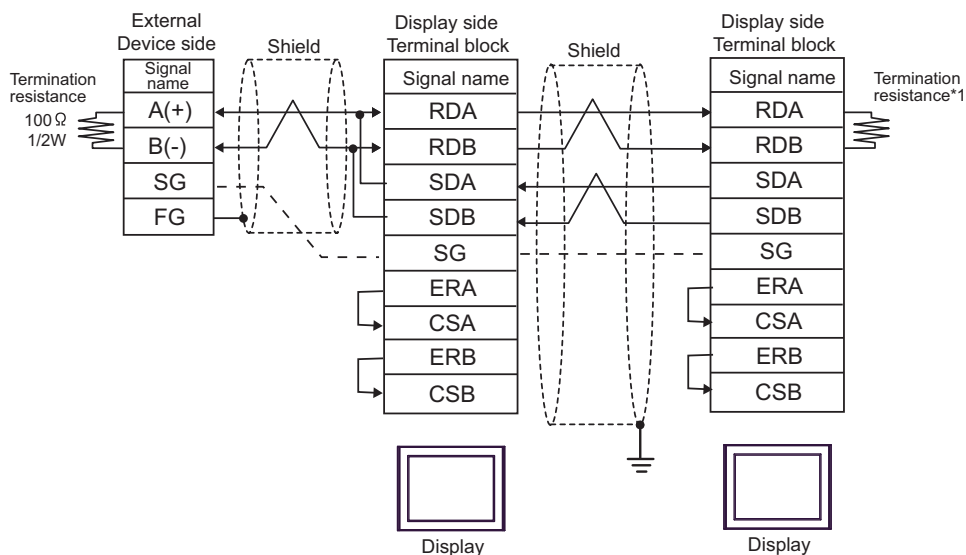 External
Device side
Shield
Display side
Terminal block
Shield
Display side
Terminal block
Termination
resistance
100Ω
1/2W
Signal
name
A(+)
B(-)
SG
FG
Signal name
RDA
RDB
SDA
SDB
SG
ERA
CSA
ERB
CSB
Signal name
RDA
RDB
SDA
SDB
SG
ERA
CSA
ERB
CSB
Termination
resistance*1
Display
Display